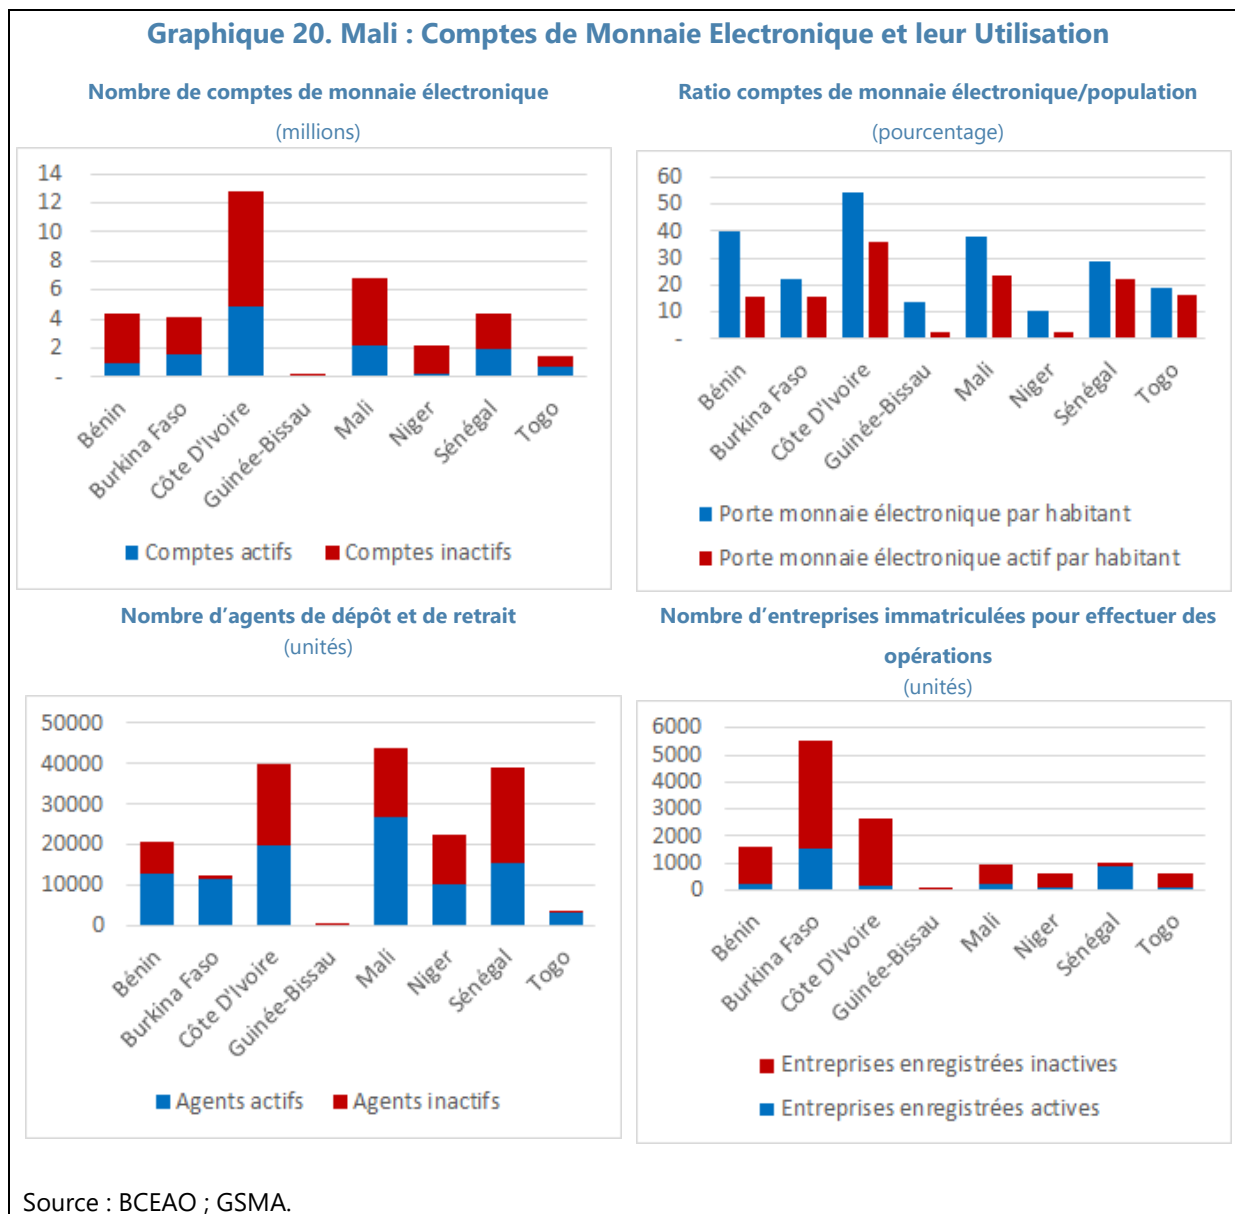 Graphique 20. Mali : Comptes de Monnaie Electronique et leur Utilisation
Nombre de comptes de monnaie électronique
(millions)
14
12
10
8
6
4
2
-
Bénin
Burkina Faso
Côte D'Ivoire
Guinée-Bissau
Mali
Niger
Sénégal
Togo
Comptes actifs
Comptes inactifs
Ratio comptes de monnaie électronique/population
(pourcentage)
60
50
40
30
20
10
-
Bénin
Burkina Faso
Côte D'Ivoire
Guinée-Bissau
Mali
Niger
Sénégal
Togo
Porte monnaie électronique par habitant
Porte monnaie électronique actif par habitant
Nombre d’agents de dépôt et de retrait
(unités)
50000
40000
30000
20000
10000
0
Bénin
Burkina Faso
Côte D'Ivoire
Guinée-Bissau
Mali
Niger
Sénégal
Togo
Agents actifs
Agents inactifs
Nombre d’entreprises immatriculées pour effectuer des
opérations
(unités)
6000
5000
4000
3000
2000
1000
0
Bénin
Burkina Faso
Côte D'Ivoire
Guinée-Bissau
Mali
Niger
Sénégal
Togo
Entreprises enregistrées inactives
Entreprises enregistrées actives
Source : BCEAO ; GSMA.